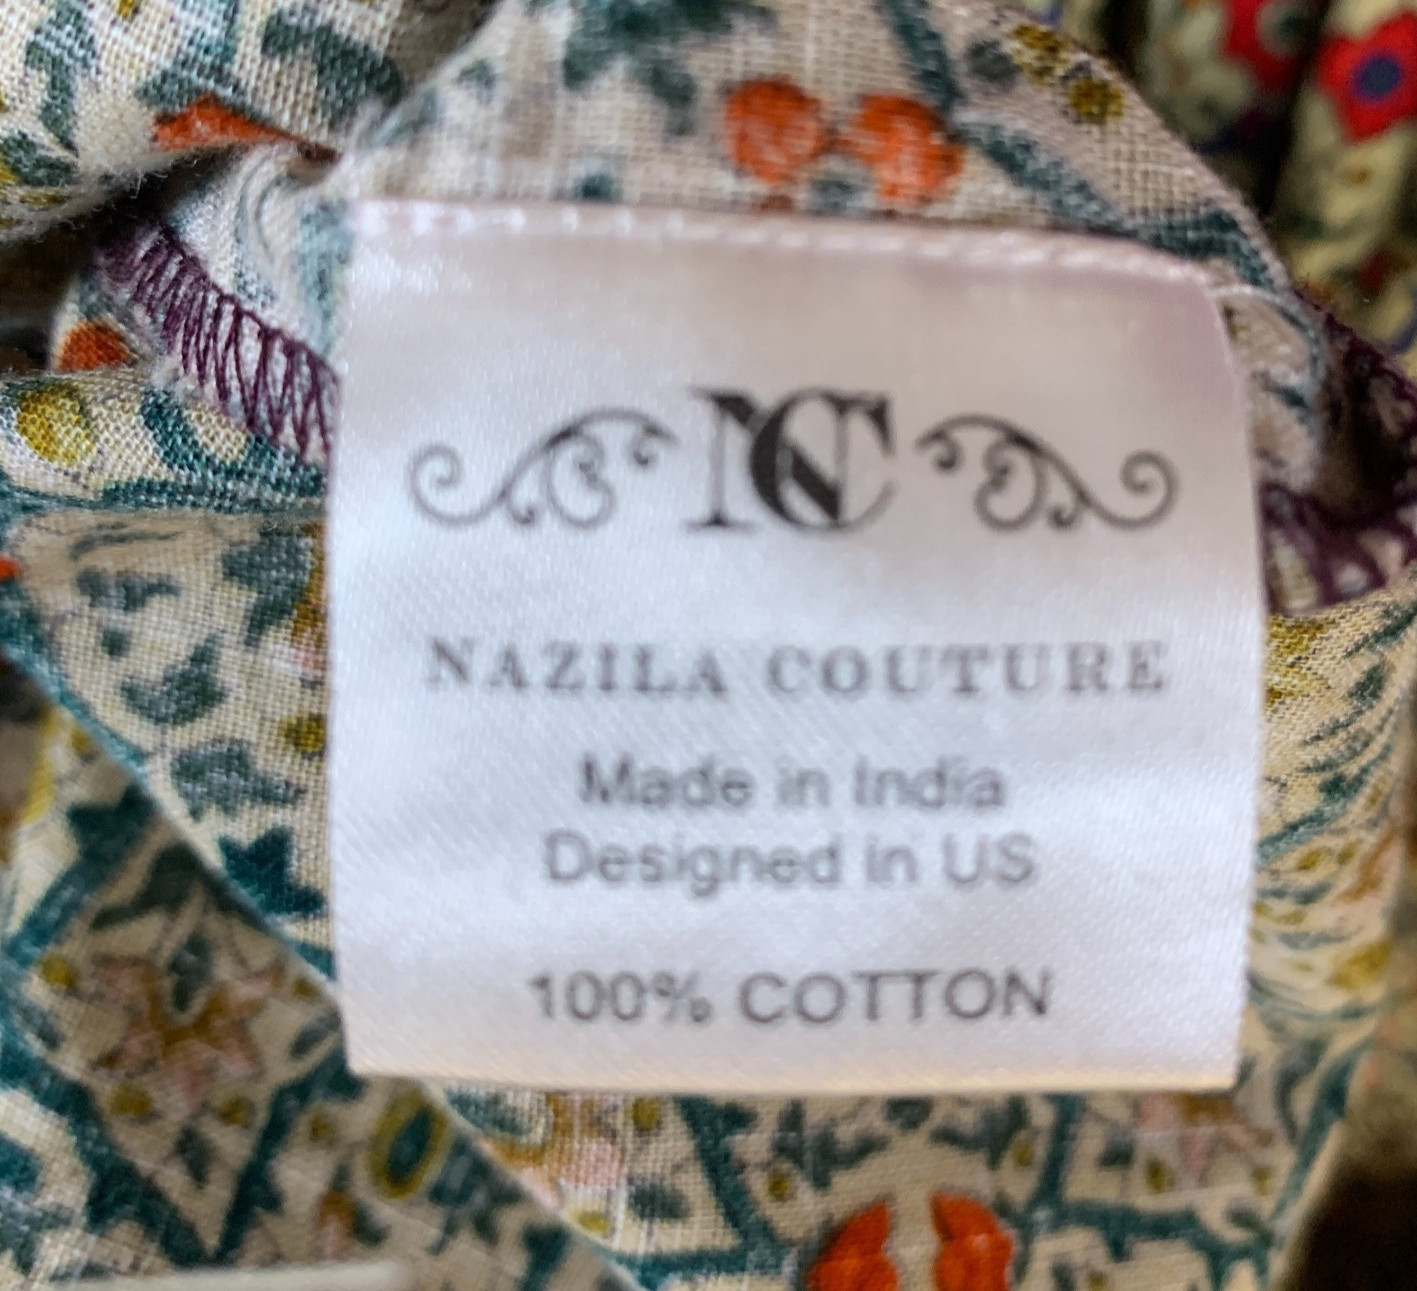 NC
NAZILA COUTURE
Made in India
Designed in US
100% COTTON